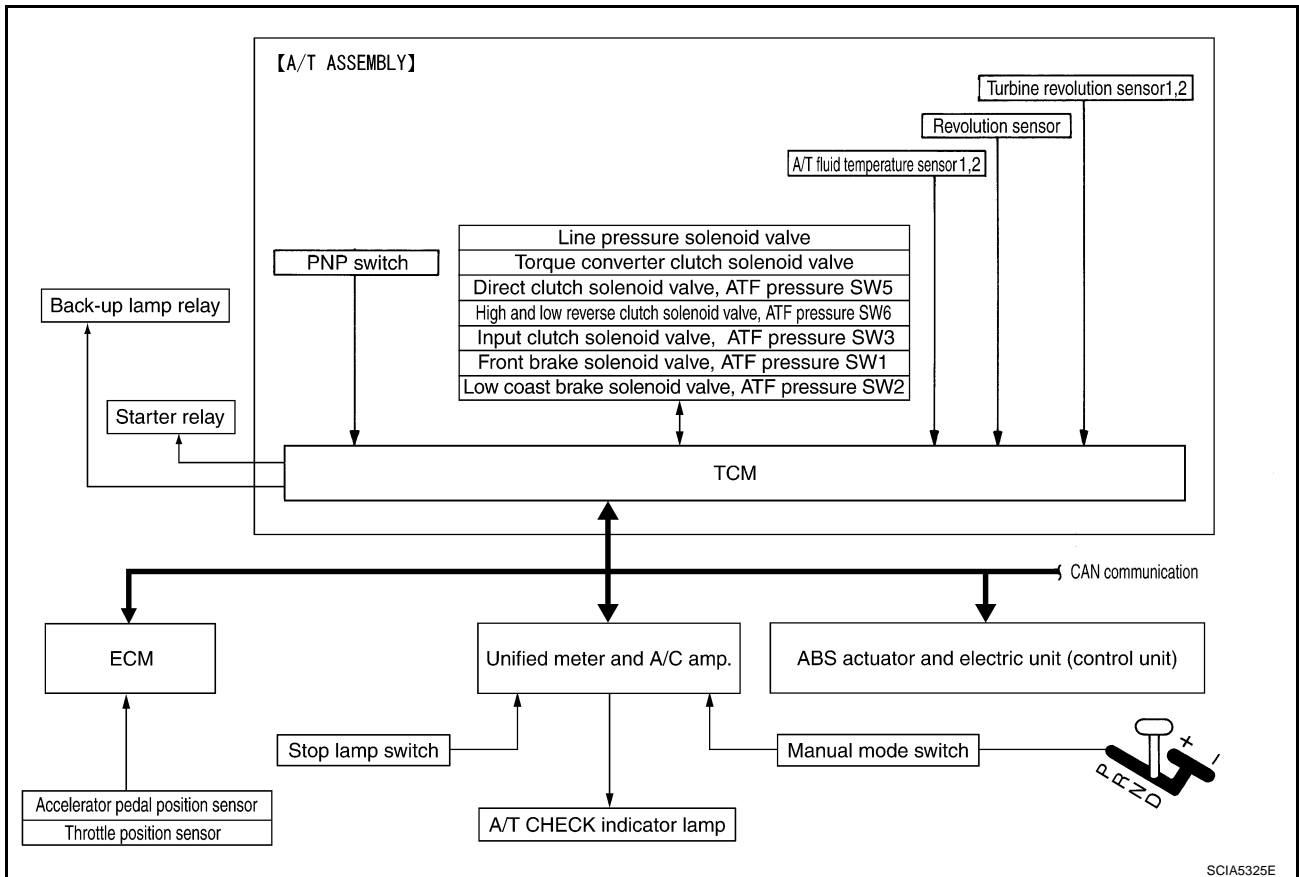 【A/T ASSEMBLY】
Turbine revolution sensor1,2
Revolution sensor
A/T fluid temperature sensor1,2
Line pressure solenoid valve
Torque converter clutch solenoid valve
Direct clutch solenoid valve, ATF pressure SW5
High and low reverse clutch solenoid valve, ATF pressure SW6
Input clutch solenoid valve, ATF pressure SW3
Front brake solenoid valve, ATF pressure SW1
Low coast brake solenoid valve, ATF pressure SW2
PNP switch
Back-up lamp relay
Starter relay
TCM
CAN communication
ECM
Unified meter and A/C amp.
ABS actuator and electric unit (control unit)
Stop lamp switch
Manual mode switch
+
−
P R N D
Accelerator pedal position sensor
Throttle position sensor
A/T CHECK indicator lamp
SCIA5325E